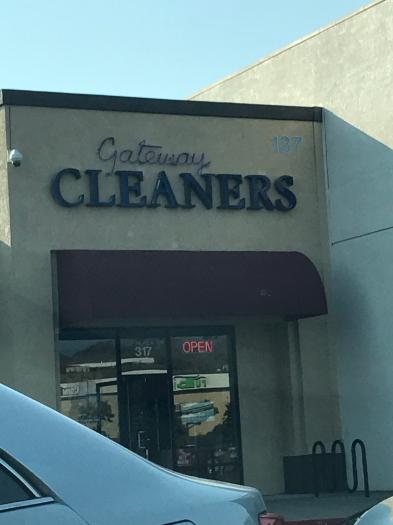 Gateway
137
CLEANERS
317
OPEN